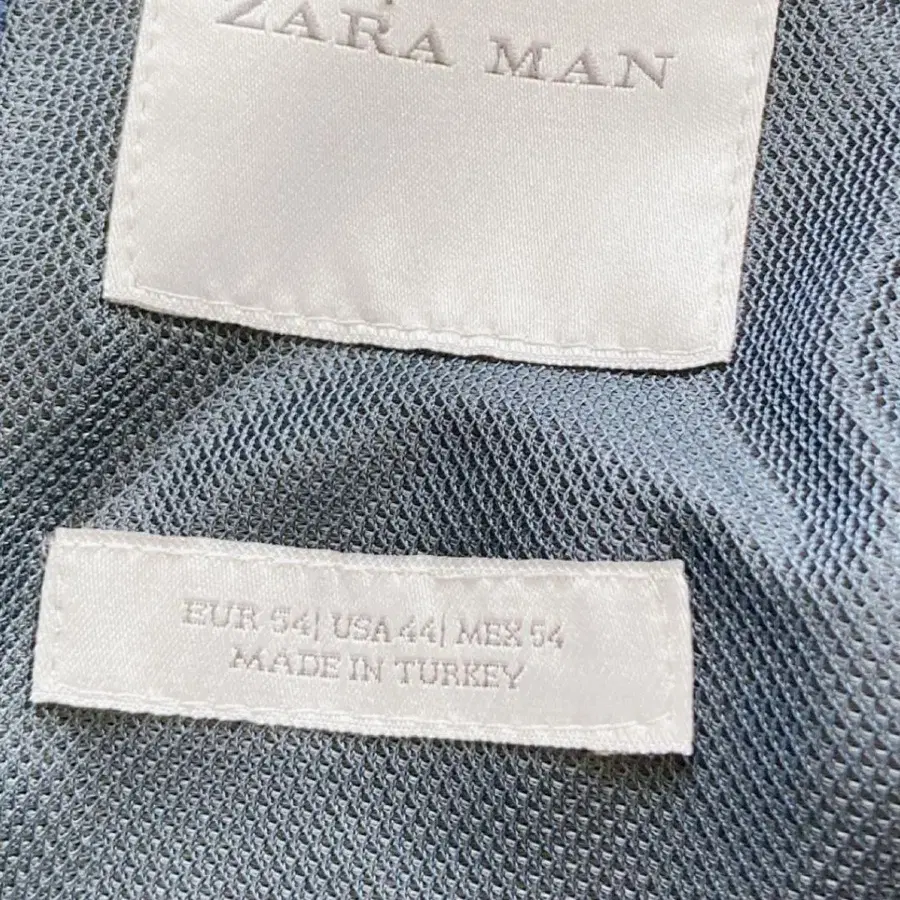 ZARA MAN
EUR 54| USA 44| MEX 54
MADE IN TURKEY